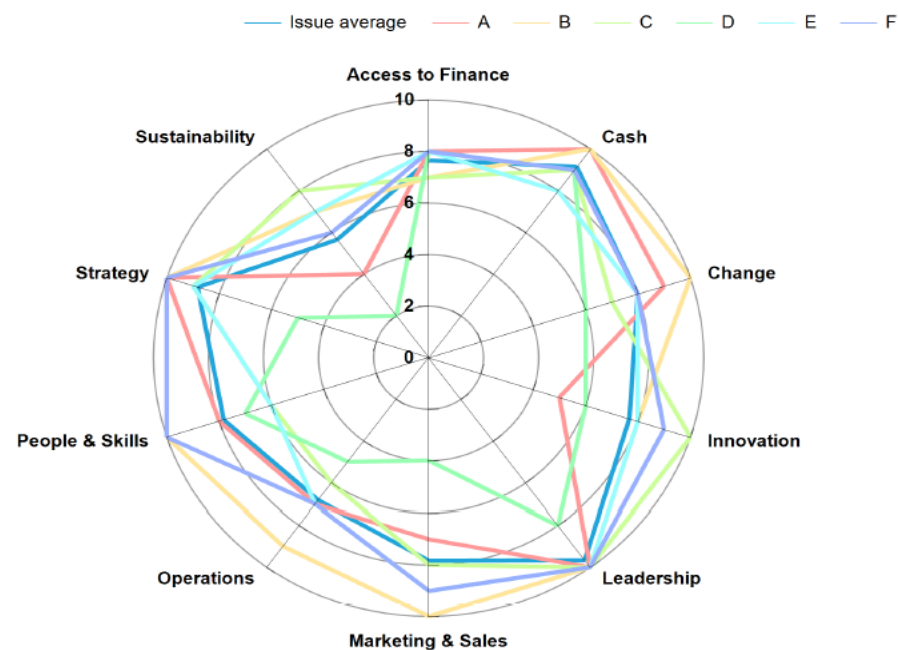 Issue average A B C D E F
Access to Finance
10
Sustainability Cash
8
6
4
Strategy Change
2
0
People & Skills Innovation
Operations Leadership
Marketing & Sales